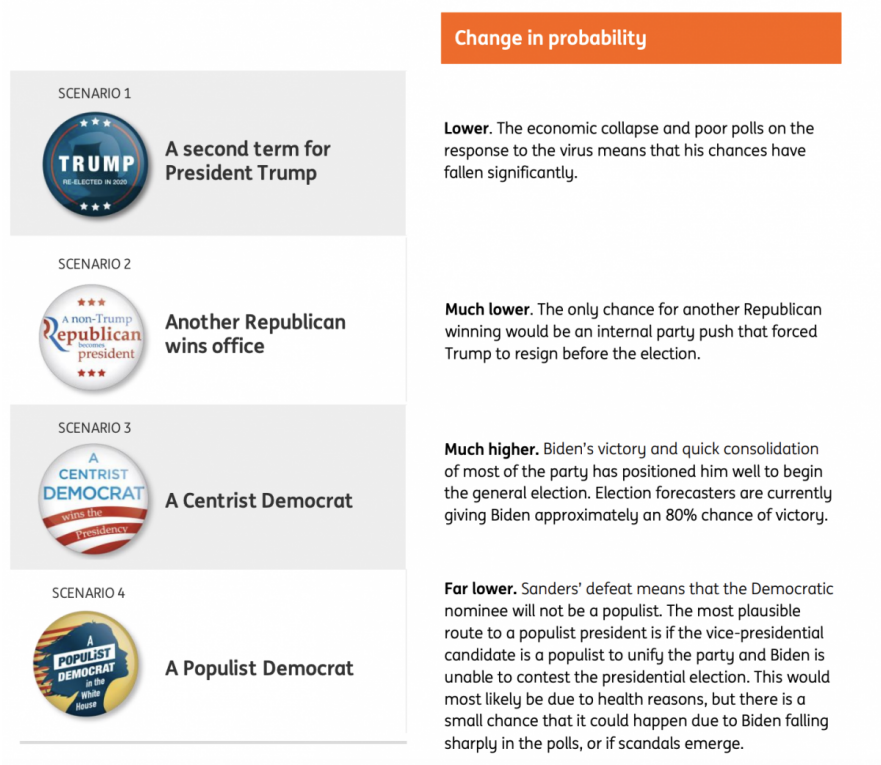 Change in probability
SCENARIO 1
TRUMP
RE-ELECTED IN 2020
A second term for
President Trump
Lower. The economic collapse and poor polls on the
response to the virus means that his chances have
fallen significantly.
SCENARIO 2
A non-Trump
Republican
becomes
president
Another Republican
wins office
Much lower. The only chance for another Republican
winning would be an internal party push that forced
Trump to resign before the election.
SCENARIO 3
A
CENTRIST
DEMOCRAT
wins the
Presidency
A Centrist Democrat
Much higher. Biden’s victory and quick consolidation
of most of the party has positioned him well to begin
the general election. Election forecasters are currently
giving Biden approximately an 80% chance of victory.
SCENARIO 4
A
POPULIST
DEMOCRAT
in the
White
House
A Populist Democrat
Far lower. Sanders’ defeat means that the Democratic
nominee will not be a populist. The most plausible
route to a populist president is if the vice-presidential
candidate is a populist to unify the party and Biden is
unable to contest the presidential election. This would
most likely be due to health reasons, but there is a
small chance that it could happen due to Biden falling
sharply in the polls, or if scandals emerge.